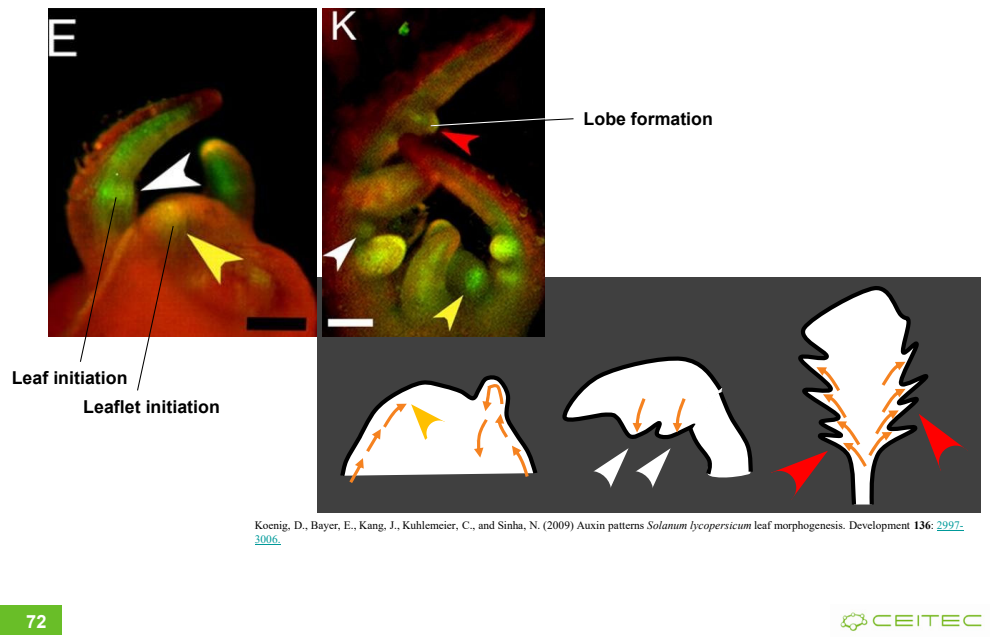 E
K
Lobe formation
Leaf initiation
Leaflet initiation
Koenig, D., Bayer, E., Kang, J., Kuhlemeier, C., and Sinha, N. (2009) Auxin patterns Solanum lycopersicum leaf morphogenesis. Development 136: 2997-
3006.
72
CEITEC